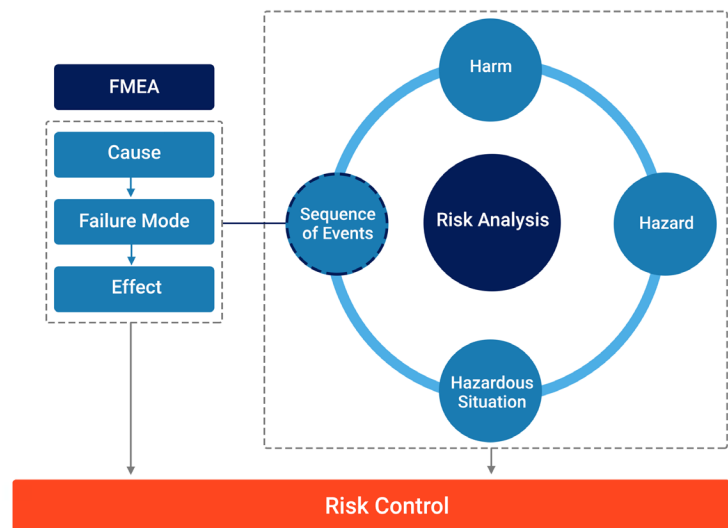 FMEA
Cause
Failure Mode
Effect
Harm
Sequence
of Events
Risk Analysis
Hazard
Hazardous
Situation
Risk Control